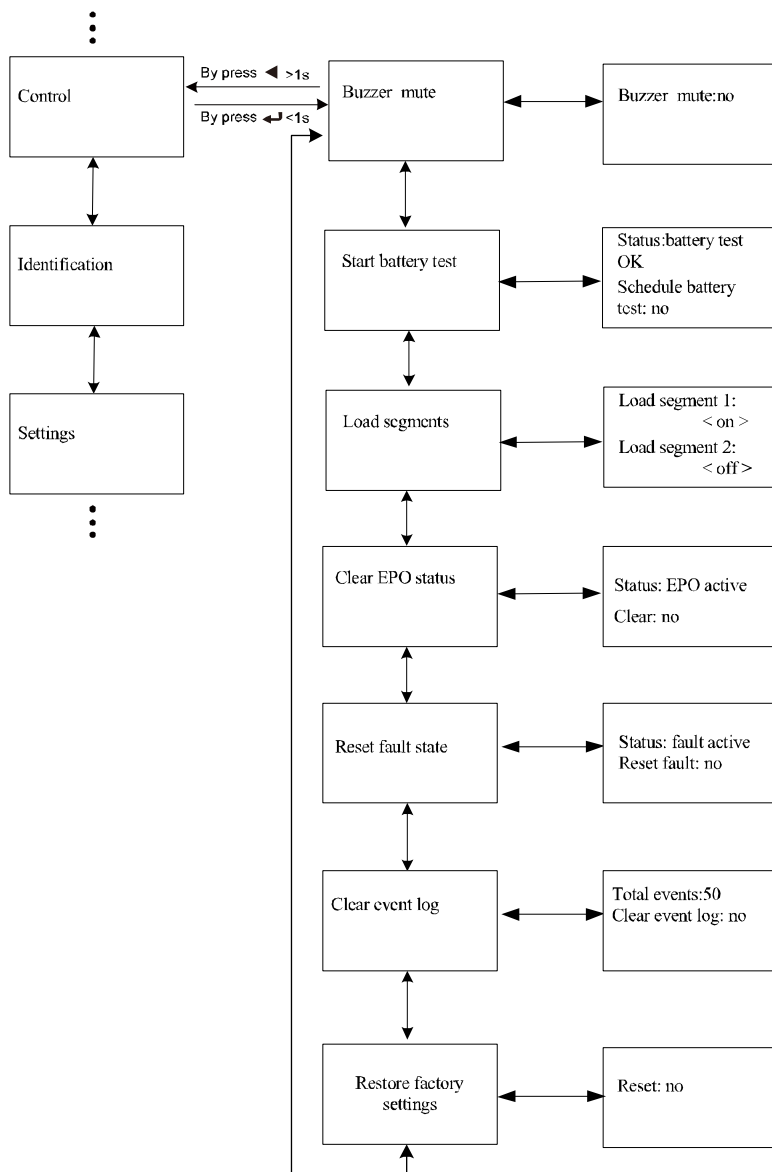 Control
By press >1s
By press <1s
Buzzer mute
Buzzer mute:no
Identification
Start battery test
Status:battery test
OK
Schedule battery
test: no
Settings
Load segments
Load segment 1:
< on >
Load segment 2:
< off >
Clear EPO status
Status: EPO active
Clear: no
Reset fault state
Status: fault active
Reset fault: no
Clear event log
Total events:50
Clear event log: no
Restore factory
settings
Reset: no